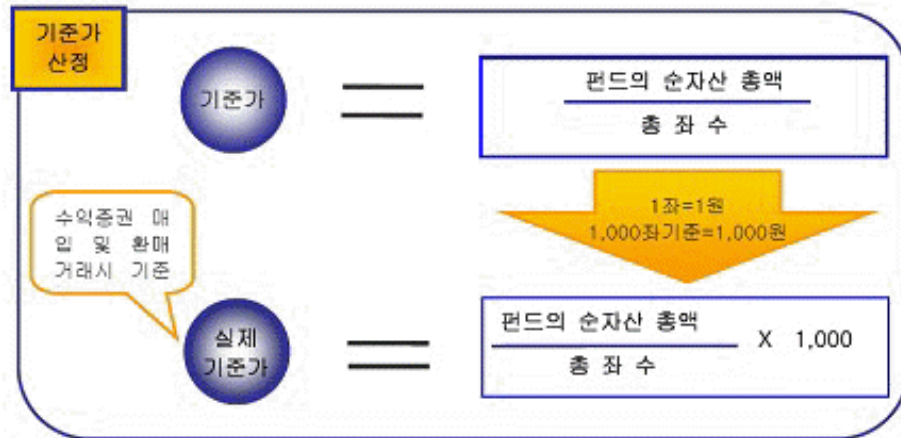 기준가
산정
기준가
펀드의 순자산 총액
총 좌 수
1좌=1원
1,000좌기준=1,000원
수익증권 매
입 및 환매
거래시 기준
실제
기준가
펀드의 순자산 총액
X 1,000
총 좌 수